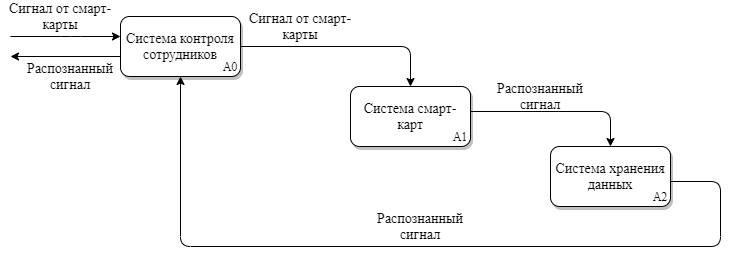 Сигнал от смарт-
карты
Распознанный
сигнал
Система контроля
сотрудников
A0
Сигнал от смарт-
карты
Система смарт-
карт
A1
Распознанный
сигнал
Система хранения
данных
A2
Распознанный
сигнал